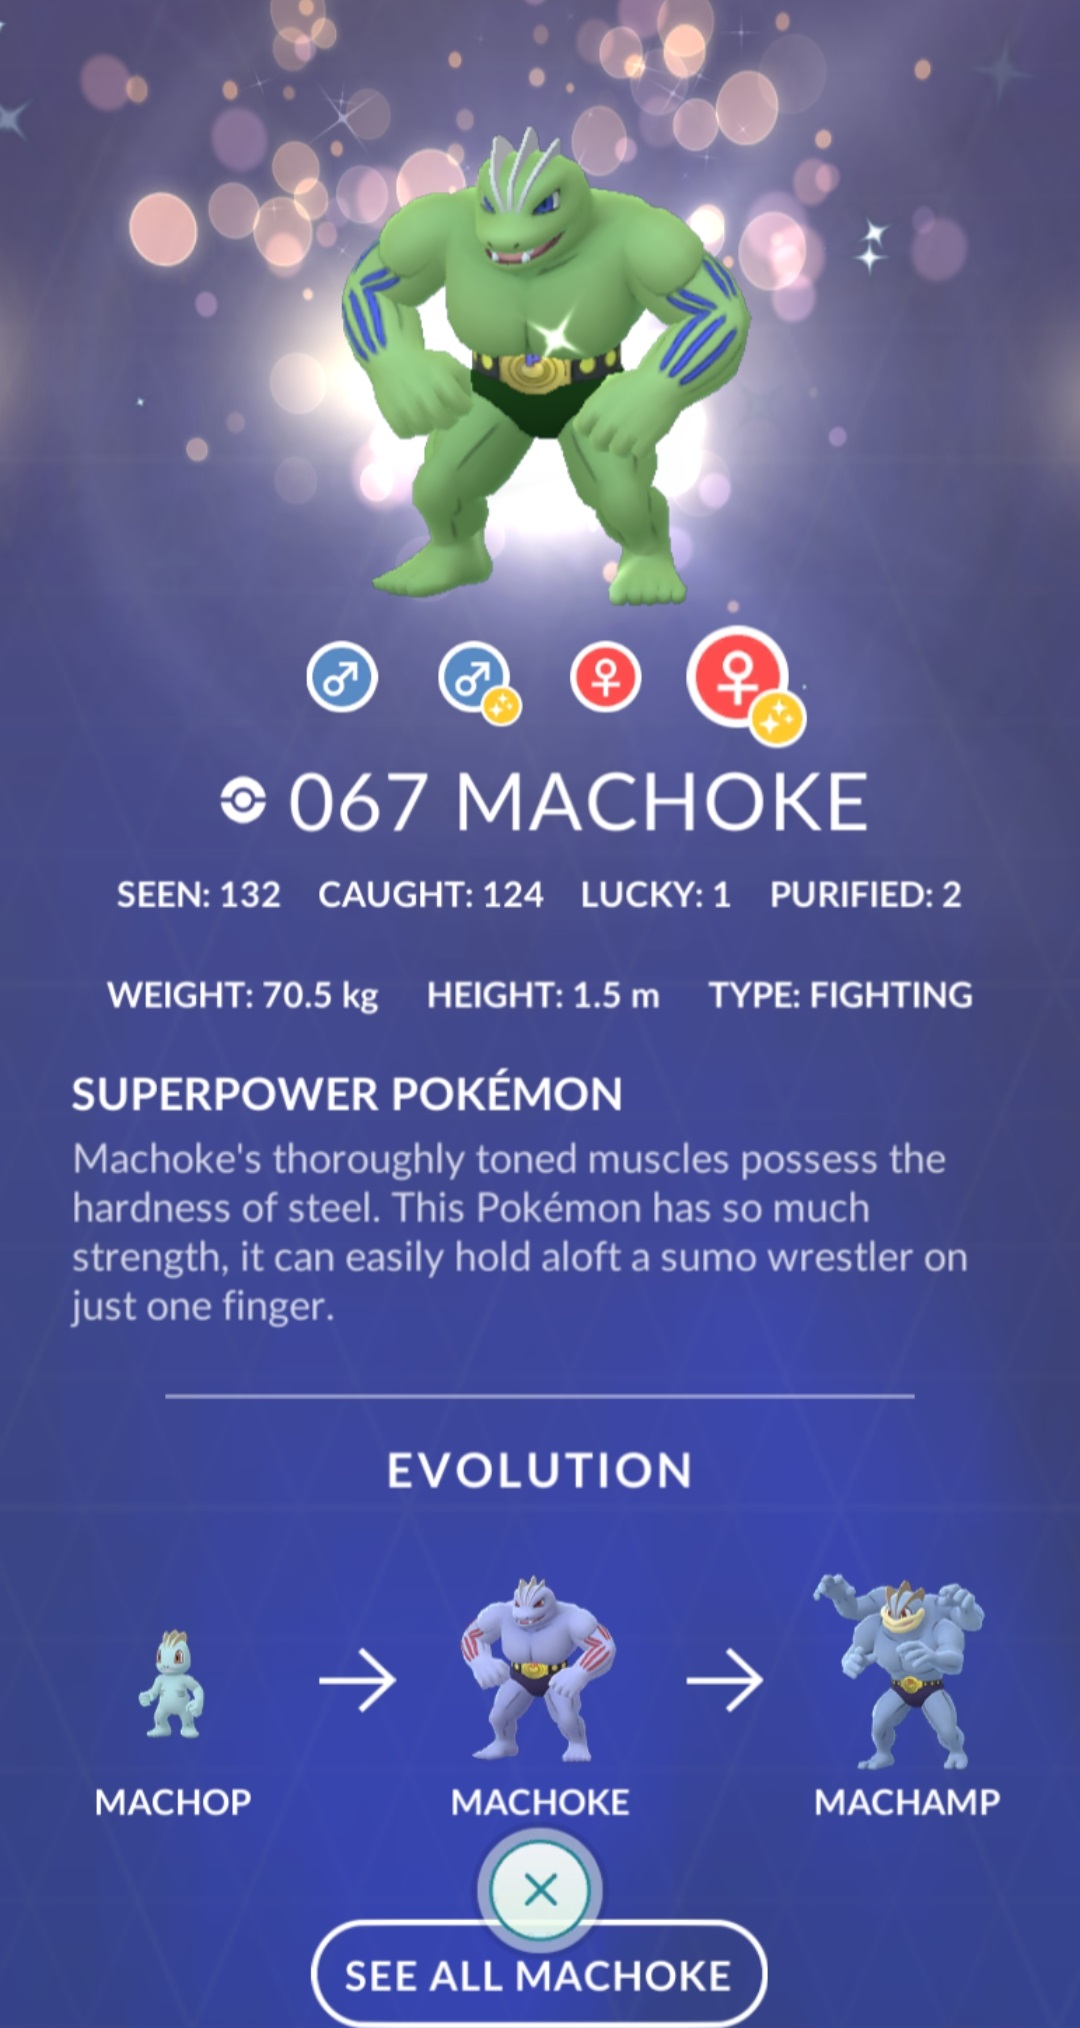 067 MACHOKE
SEEN: 132 CAUGHT: 124 LUCKY: 1 PURIFIED: 2
WEIGHT: 70.5 kg HEIGHT: 1.5 m TYPE: FIGHTING
SUPERPOWER POKÉMON
Machoke's thoroughly toned muscles possess the
hardness of steel. This Pokémon has so much
strength, it can easily hold aloft a sumo wrestler on
just one finger.
EVOLUTION
MACHOP MACHOKE MACHAMP
SEE ALL MACHOKE